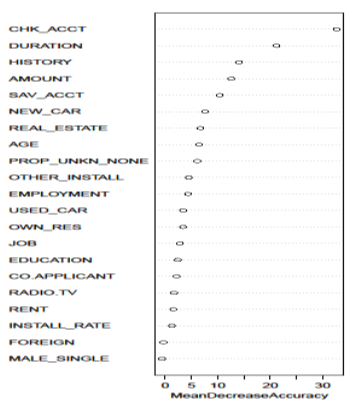 CHK_ACCT
DURATION
HISTORY
AMOUNT
SAV_ACCT
NEW_CAR
REAL_ESTATE
AGE
PROP_UNKN_NONE
OTHER_INSTALL
EMPLOYMENT
USED_CAR
OWN_RES
JOB
EDUCATION
CO.APPLICANT
RADIO.TV
RENT
INSTALL_RATE
FOREIGN
MALE_SINGLE
0 5 10 20 30
MeanDecreaseAccuracy